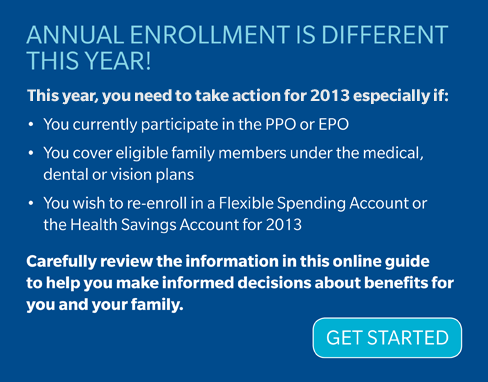 ANNUAL ENROLLMENT IS DIFFERENT
THIS YEAR!
This year, you need to take action for 2013 especially if:
• You currently participate in the PPO or EPO
• You cover eligible family members under the medical,
dental or vision plans
• You wish to re-enroll in a Flexible Spending Account or
the Health Savings Account for 2013
Carefully review the information in this online guide
to help you make informed decisions about benefits for
you and your family.
GET STARTED